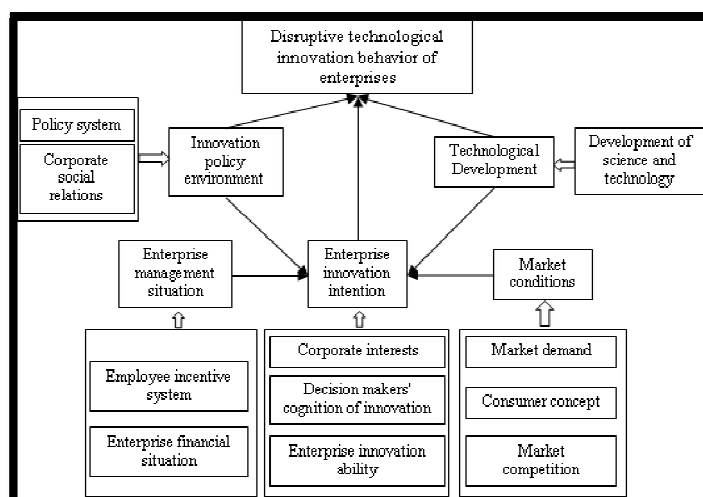 Disruptive technological
innovation behavior of
enterprises
Policy system
Corporate
social
relations
Innovation
policy
environment
Technological
Development
Development of
science and
technology
Enterprise
management
situation
Enterprise
innovation
intention
Market
conditions
Employee incentive
system
Enterprise financial
situation
Corporate interests
Decision makers'
cognition of innovation
Enterprise innovation
ability
Market demand
Consumer concept
Market
competition